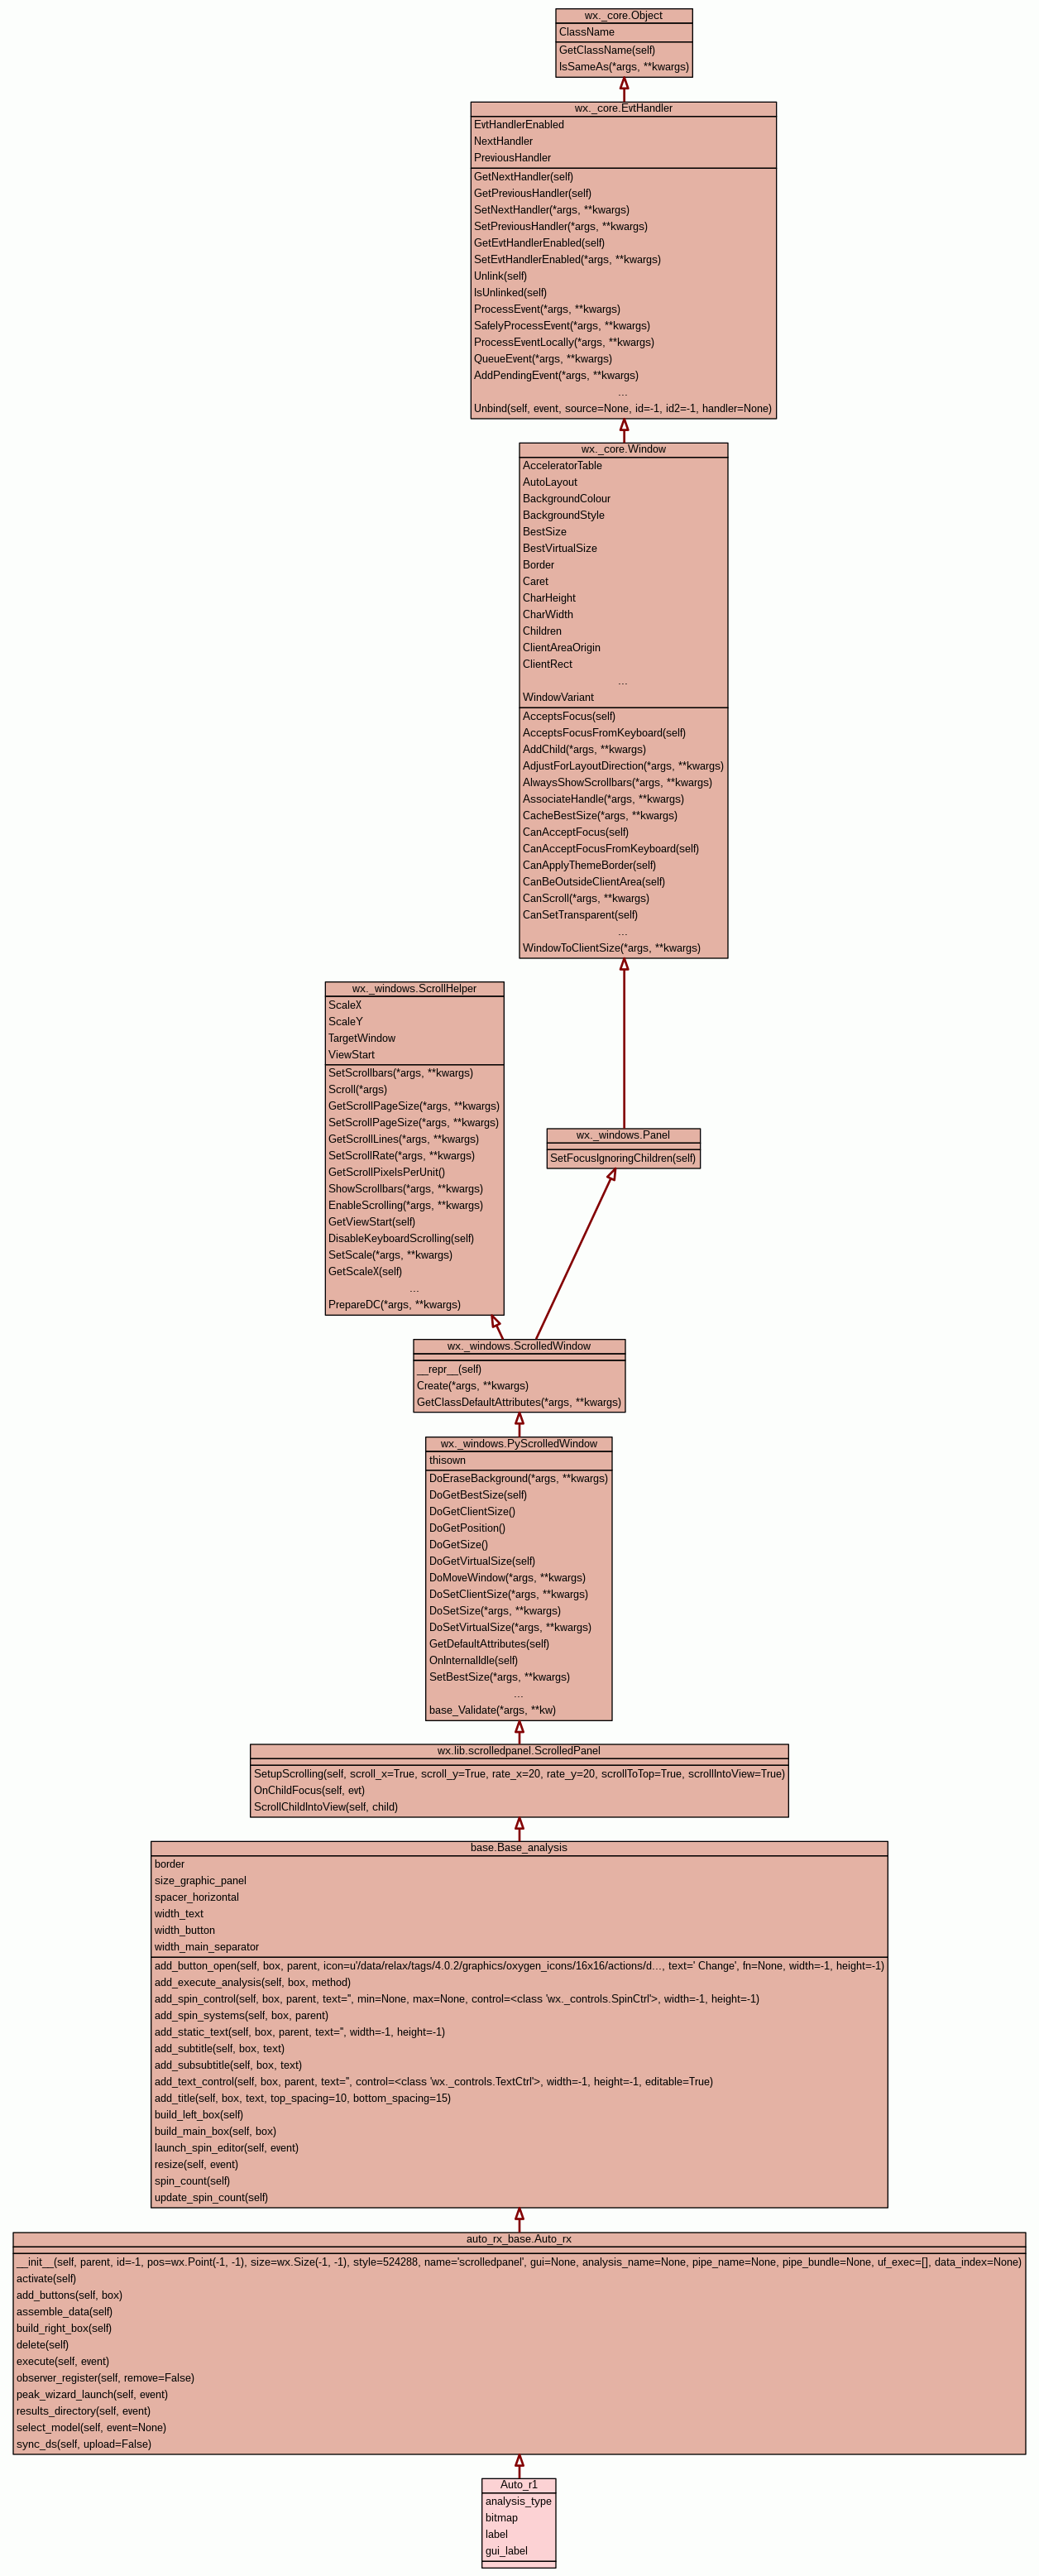 wx._core.Object
ClassName
GetClassName(self)
IsSameAs(*args, **kwargs)
wx._core.EvtHandler
EvtHandlerEnabled
NextHandler
PreviousHandler
GetNextHandler(self)
GetPreviousHandler(self)
SetNextHandler(*args, **kwargs)
SetPreviousHandler(*args, **kwargs)
GetEvtHandlerEnabled(self)
SetEvtHandlerEnabled(*args, **kwargs)
Unlink(self)
IsUnlinked(self)
ProcessEvent(*args, **kwargs)
SafelyProcessEvent(*args, **kwargs)
ProcessEventLocally(*args, **kwargs)
QueueEvent(*args, **kwargs)
AddPendingEvent(*args, **kwargs)
...
Unbind(self, event, source=None, id=-1, id2=-1, handler=None)
wx._core.Window
AcceleratorTable
AutoLayout
BackgroundColour
BackgroundStyle
BestSize
BestVirtualSize
Border
Caret
CharHeight
CharWidth
Children
ClientAreaOrigin
ClientRect
...
WindowVariant
AcceptsFocus(self)
AcceptsFocusFromKeyboard(self)
AddChild(*args, **kwargs)
AdjustForLayoutDirection(*args, **kwargs)
AlwaysShowScrollbars(*args, **kwargs)
AssociateHandle(*args, **kwargs)
CacheBestSize(*args, **kwargs)
CanAcceptFocus(self)
CanAcceptFocusFromKeyboard(self)
CanApplyThemeBorder(self)
CanBeOutsideClientArea(self)
CanScroll(*args, **kwargs)
CanSetTransparent(self)
...
WindowToClientSize(*args, **kwargs)
wx._windows.ScrollHelper
ScaleX
ScaleY
TargetWindow
ViewStart
SetScrollbars(*args, **kwargs)
Scroll(*args)
GetScrollPageSize(*args, **kwargs)
SetScrollPageSize(*args, **kwargs)
GetScrollLines(*args, **kwargs)
SetScrollRate(*args, **kwargs)
GetScrollPixelsPerUnit()
ShowScrollbars(*args, **kwargs)
EnableScrolling(*args, **kwargs)
GetViewStart(self)
DisableKeyboardScrolling(self)
SetScale(*args, **kwargs)
GetScaleX(self)
...
PrepareDC(*args, **kwargs)
wx._windows.Panel
SetFocusIgnoringChildren(self)
wx._windows.ScrolledWindow
__repr__(self)
Create(*args, **kwargs)
GetClassDefaultAttributes(*args, **kwargs)
wx._windows.PyScrolledWindow
thisown
DoEraseBackground(*args, **kwargs)
DoGetBestSize(self)
DoGetClientSize()
DoGetPosition()
DoGetSize()
DoGetVirtualSize(self)
DoMoveWindow(*args, **kwargs)
DoSetClientSize(*args, **kwargs)
DoSetSize(*args, **kwargs)
DoSetVirtualSize(*args, **kwargs)
GetDefaultAttributes(self)
OnInternalIdle(self)
SetBestSize(*args, **kwargs)
...
base_Validate(*args, **kw)
wx.lib.scrolledpanel.ScrolledPanel
SetupScrolling(self, scroll_x=True, scroll_y=True, rate_x=20, rate_y=20, scrollToTop=True, scrollIntoView=True)
OnChildFocus(self, evt)
ScrollChildIntoView(self, child)
base.Base_analysis
border
size_graphic_panel
spacer_horizontal
width_text
width_button
width_main_separator
add_button_open(self, box, parent, icon=u'/data/relax/tags/4.0.2/graphics/oxygen_icons/16x16/actions/d..., text=' Change', fn=None, width=-1, height=-1)
add_execute_analysis(self, box, method)
add_spin_control(self, box, parent, text='', min=None, max=None, control=<class 'wx._controls.SpinCtrl'>, width=-1, height=-1)
add_spin_systems(self, box, parent)
add_static_text(self, box, parent, text='', width=-1, height=-1)
add_subtitle(self, box, text)
add_subsubtitle(self, box, text)
add_text_control(self, box, parent, text='', control=<class 'wx._controls.TextCtrl'>, width=-1, height=-1, editable=True)
add_title(self, box, text, top_spacing=10, bottom_spacing=15)
build_left_box(self)
build_main_box(self, box)
launch_spin_editor(self, event)
resize(self, event)
spin_count(self)
update_spin_count(self)
auto_rx_base.Auto_rx
__init__(self, parent, id=-1, pos=wx.Point(-1, -1), size=wx.Size(-1, -1), style=524288, name='scrolledpanel', gui=None, analysis_name=None, pipe_name=None, pipe_bundle=None, uf_exec=[], data_index=None)
activate(self)
add_buttons(self, box)
assemble_data(self)
build_right_box(self)
delete(self)
execute(self, event)
observer_register(self, remove=False)
peak_wizard_launch(self, event)
results_directory(self, event)
select_model(self, event=None)
sync_ds(self, upload=False)
Auto_r1
analysis_type
bitmap
label
gui_label